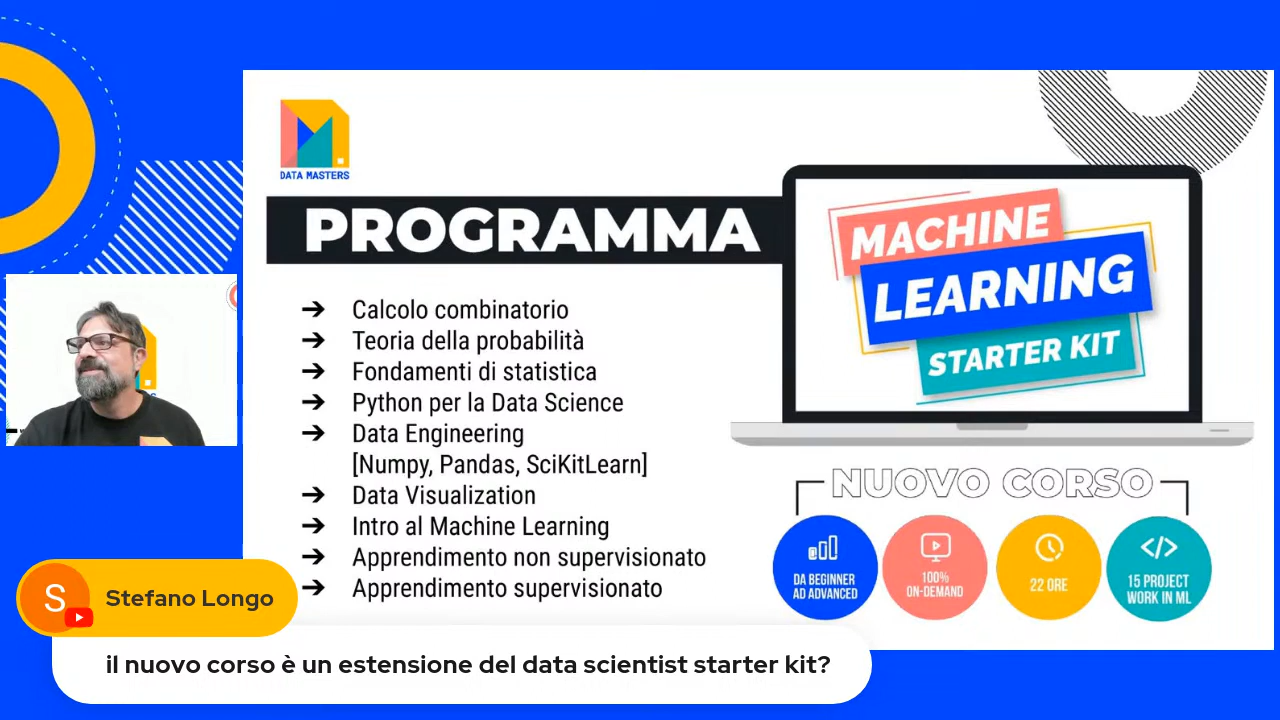 DATA MASTERS
PROGRAMMA
➔ Calcolo combinatorio
➔ Teoria della probabilità
➔ Fondamenti di statistica
➔ Python per la Data Science
➔ Data Engineering
[Numpy, Pandas, SciKitLearn]
➔ Data Visualization
➔ Intro al Machine Learning
➔ Apprendimento non supervisionato
➔ Apprendimento supervisionato
MACHINE
LEARNING
STARTER KIT
NUOVO CORSO
DA BEGINNER
AD ADVANCED
100%
ON-DEMAND
22 ORE
15 PROJECT
WORK IN ML
S
Stefano Longo
il nuovo corso è un estensione del data scientist starter kit?